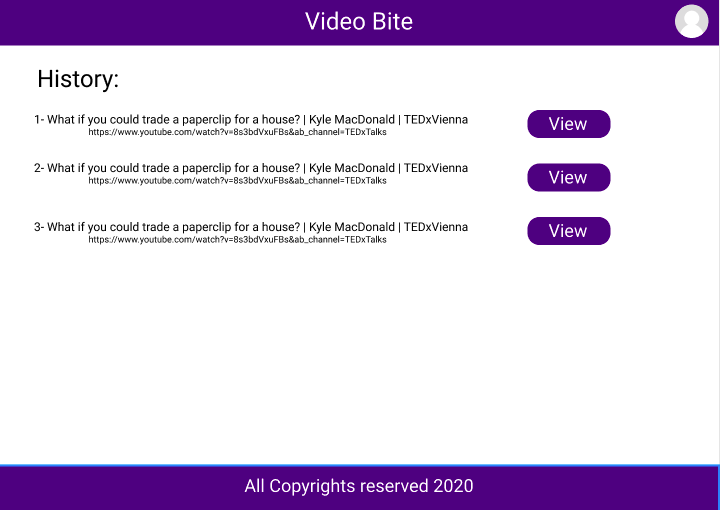 Video Bite
History:
1- What if you could trade a paperclip for a house? | Kyle MacDonald | TEDxVienna
https://www.youtube.com/watch?v=8s3bdVxuFBs&ab_channel=TEDxTalks
View
2- What if you could trade a paperclip for a house? | Kyle MacDonald | TEDxVienna
https://www.youtube.com/watch?v=8s3bdVxuFBs&ab_channel=TEDxTalks
View
3- What if you could trade a paperclip for a house? | Kyle MacDonald | TEDxVienna
https://www.youtube.com/watch?v=8s3bdVxuFBs&ab_channel=TEDxTalks
View
All Copyrights reserved 2020